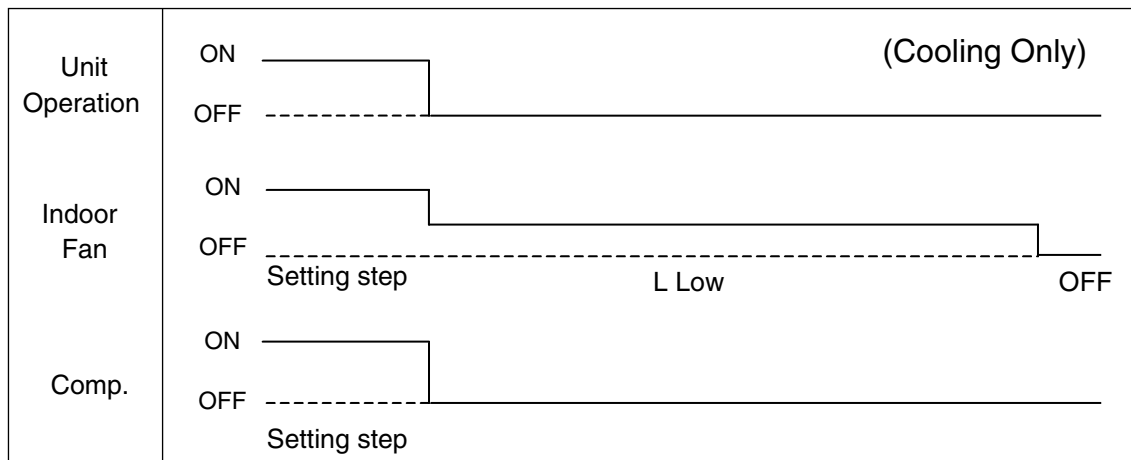 (Cooling Only)
Unit
Operation
ON
OFF
Indoor
Fan
ON
OFF
Setting step
L Low
OFF
Comp.
ON
OFF
Setting step